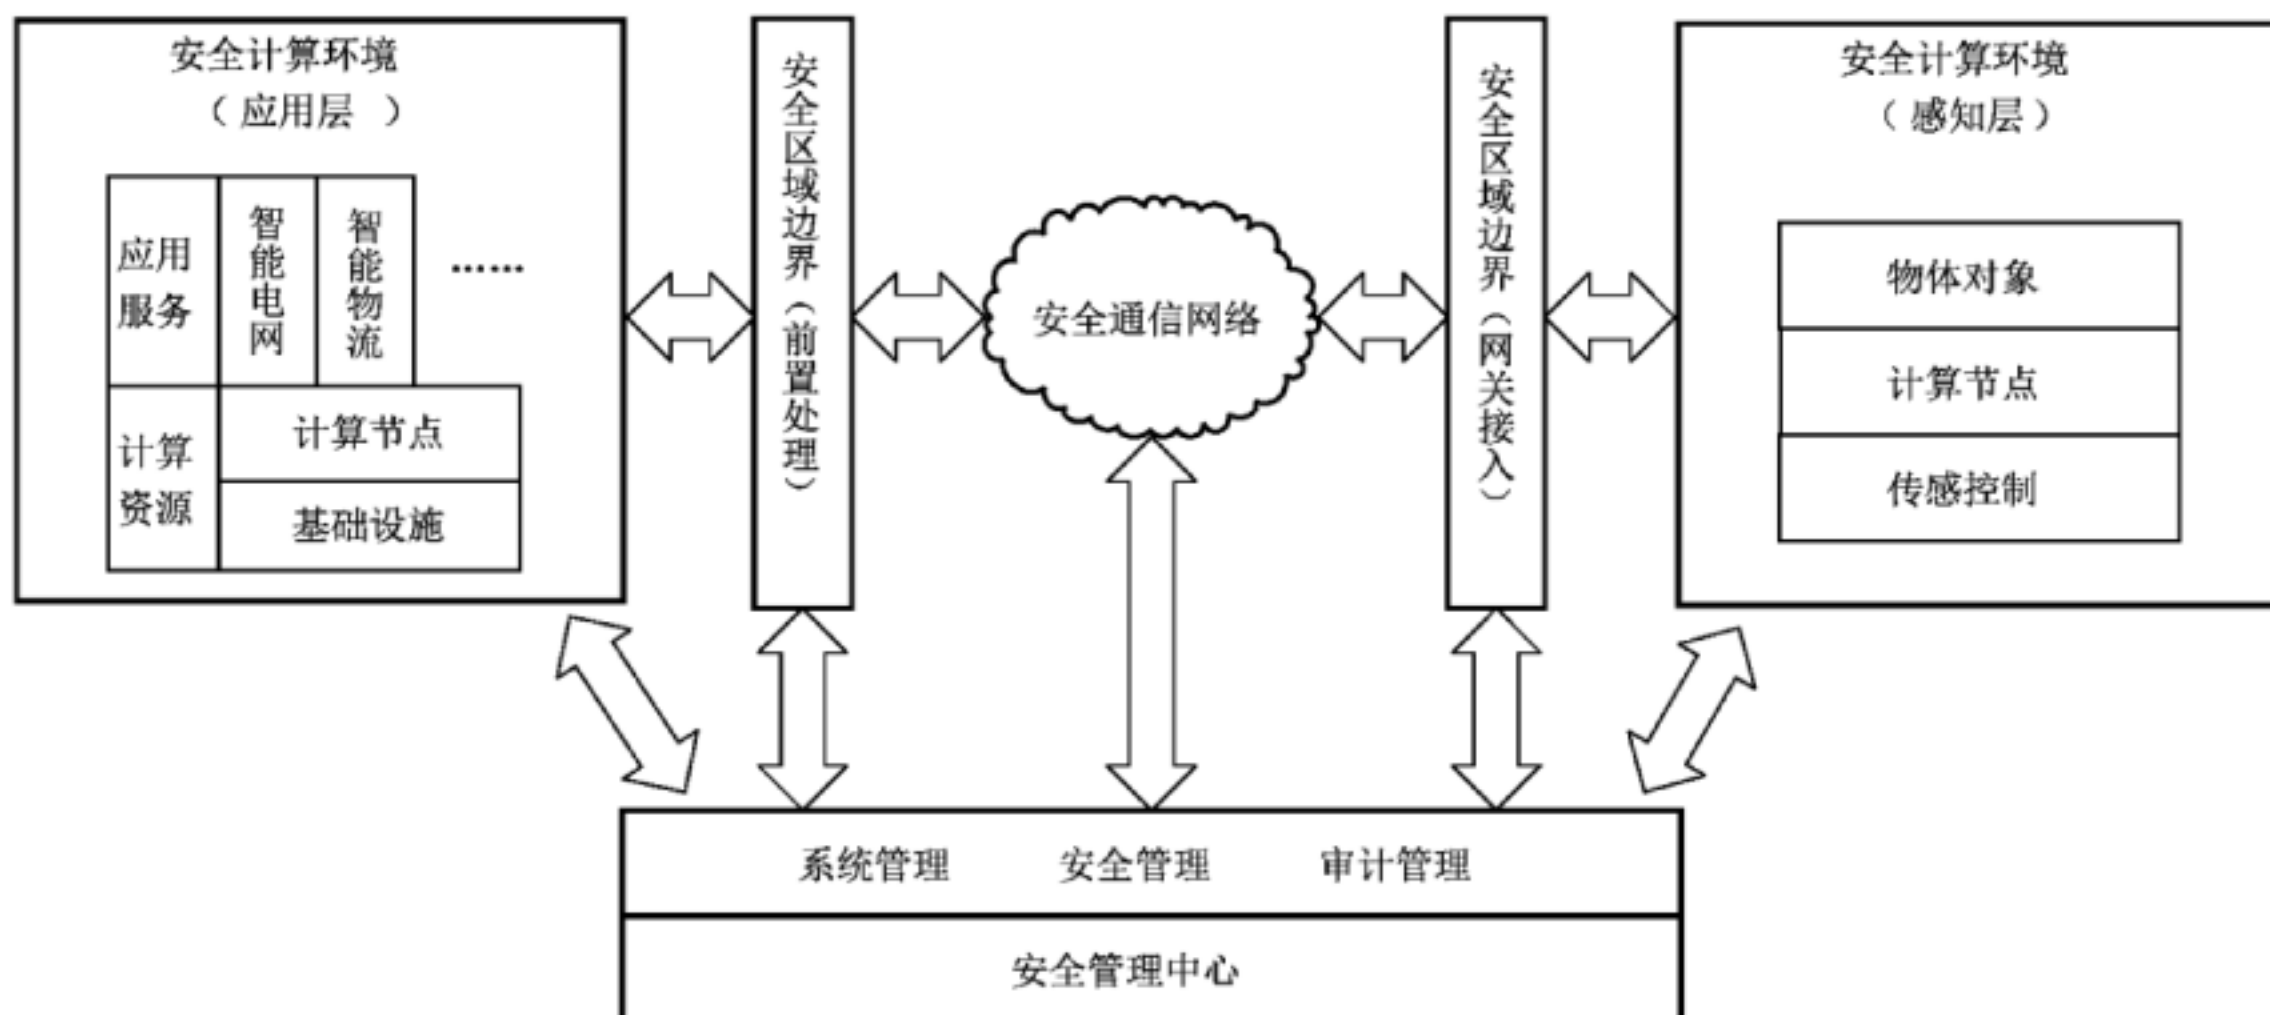 安全计算环境
（ 应用层 ）
应用
服务
智能电网
智能物流
……
计算
资源
计算节点
基础设施
安全区域边界（前置处理）
安全通信网络
安全区域边界（网关接入）
安全计算环境
（ 感知层 ）
物体对象
计算节点
传感控制
系统管理 安全管理 审计管理
安全管理中心